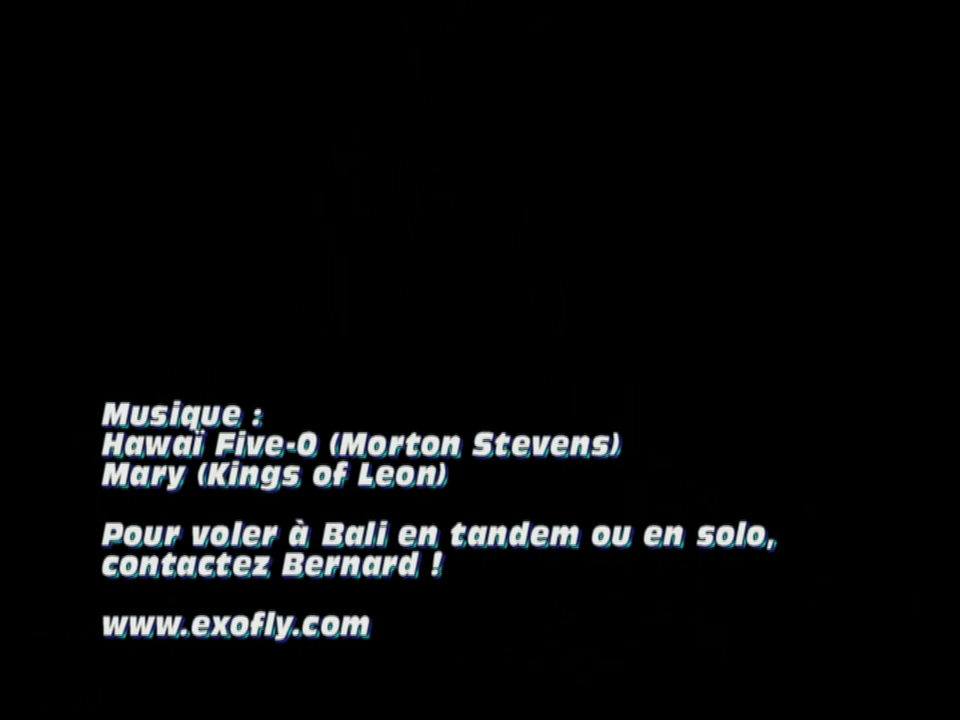 Musique :
Hawaï Five-0 (Morton Stevens)
Mary (Kings of Leon)
Pour voler à Bali en tandem ou en solo,
contactez Bernard !
www.exofly.com